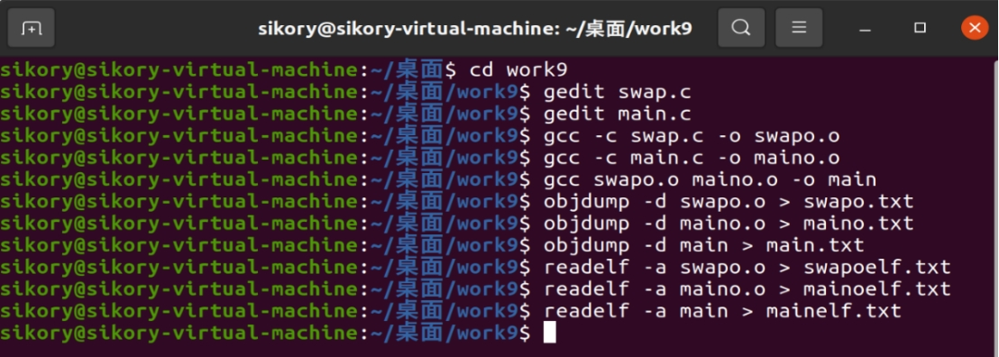 sikory@sikory-virtual-machine: ~/桌面/work9
sikory@sikory-virtual-machine:~/桌面$ cd work9
sikory@sikory-virtual-machine:~/桌面/work9$ gedit swap.c
sikory@sikory-virtual-machine:~/桌面/work9$ gedit main.c
sikory@sikory-virtual-machine:~/桌面/work9$ gcc -c swap.c -o swapo.o
sikory@sikory-virtual-machine:~/桌面/work9$ gcc -c main.c -o maino.o
sikory@sikory-virtual-machine:~/桌面/work9$ gcc swapo.o maino.o -o main
sikory@sikory-virtual-machine:~/桌面/work9$ objdump -d swapo.o > swapo.txt
sikory@sikory-virtual-machine:~/桌面/work9$ objdump -d maino.o > maino.txt
sikory@sikory-virtual-machine:~/桌面/work9$ objdump -d main > main.txt
sikory@sikory-virtual-machine:~/桌面/work9$ readelf -a swapo.o > swapoelf.txt
sikory@sikory-virtual-machine:~/桌面/work9$ readelf -a maino.o > mainoelf.txt
sikory@sikory-virtual-machine:~/桌面/work9$ readelf -a main > mainelf.txt
sikory@sikory-virtual-machine:~/桌面/work9$